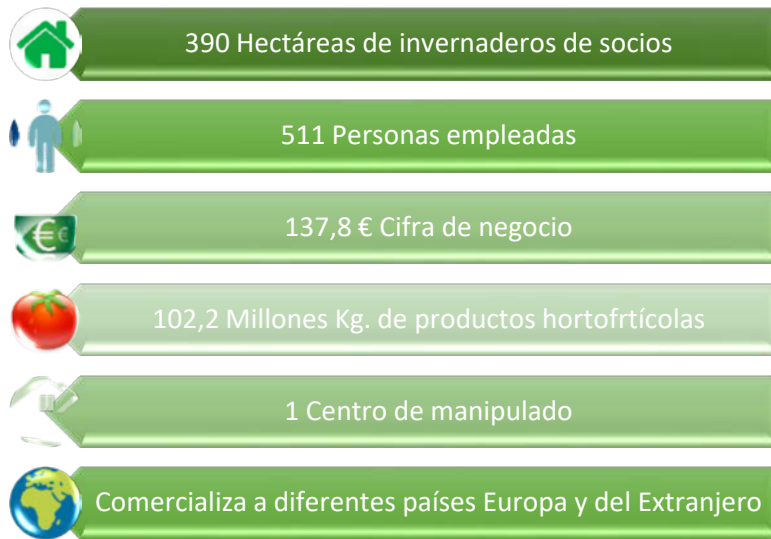 390 Hectáreas de invernaderos de socios
511 Personas empleadas
137,8 € Cifra de negocio
102,2 Millones Kg. de productos hortofrtícolas
1 Centro de manipulado
Comercializa a diferentes países Europa y del Extranjero